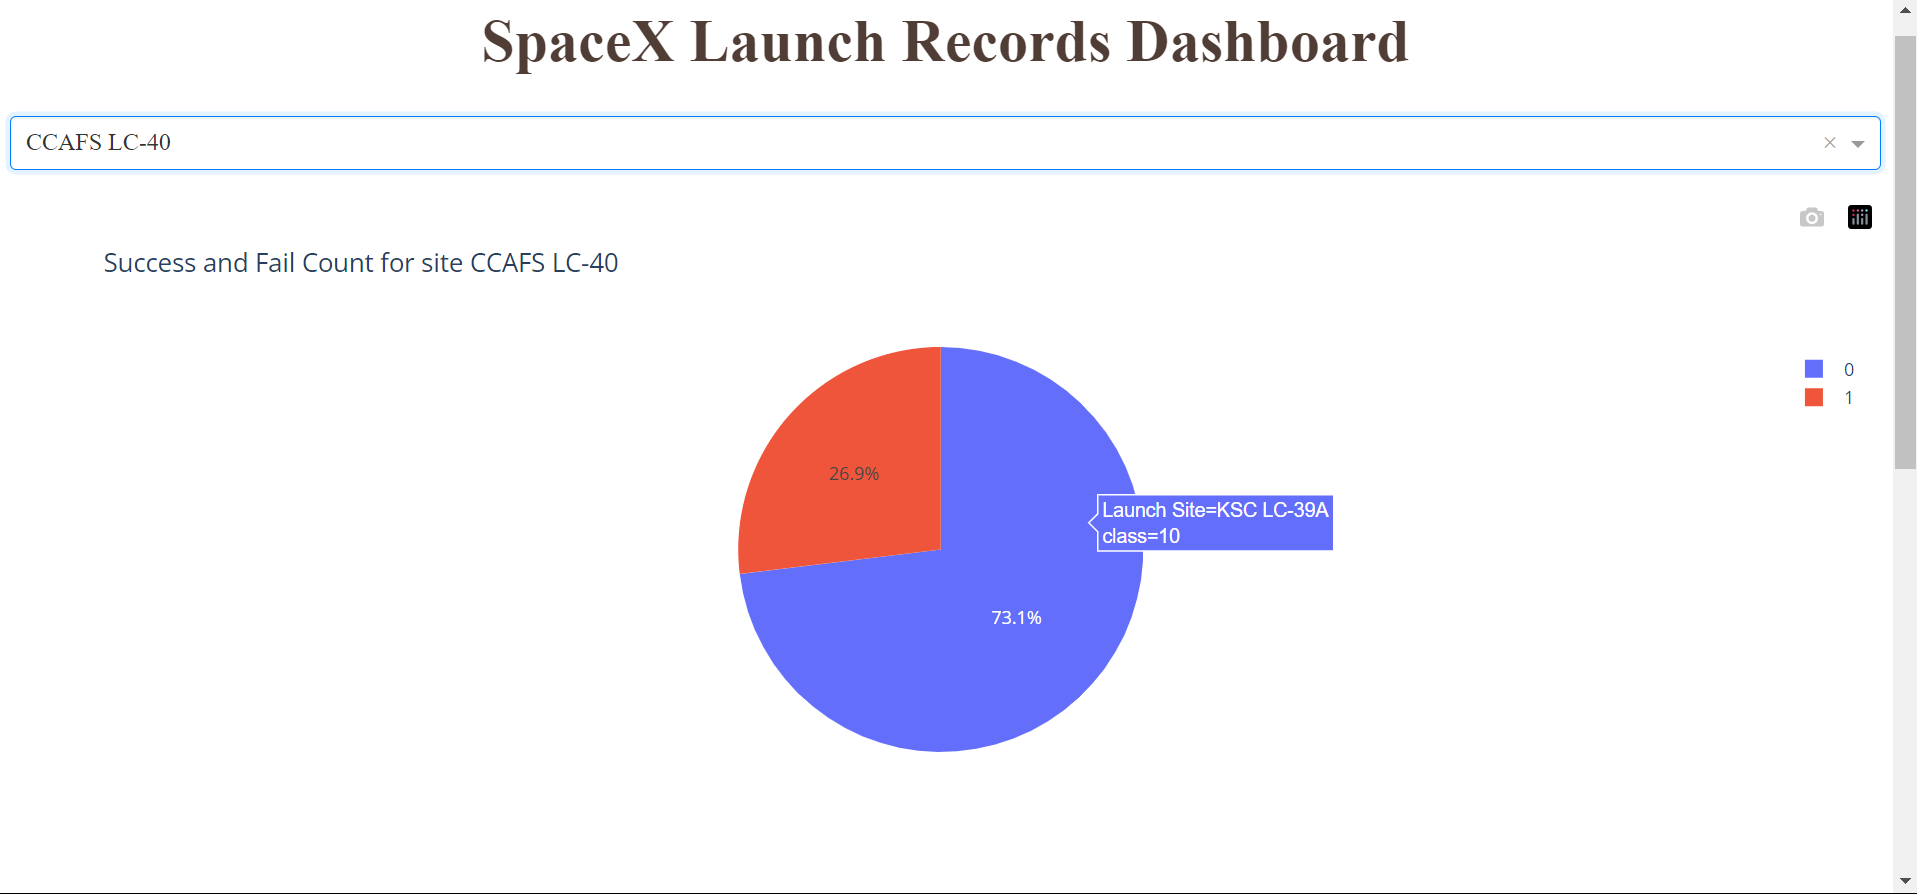 SpaceX Launch Records Dashboard
CCAFS LC-40
Success and Fail Count for site CCAFS LC-40
0
1
26.9%
Launch Site=KSC LC-39A
class=10
73.1%